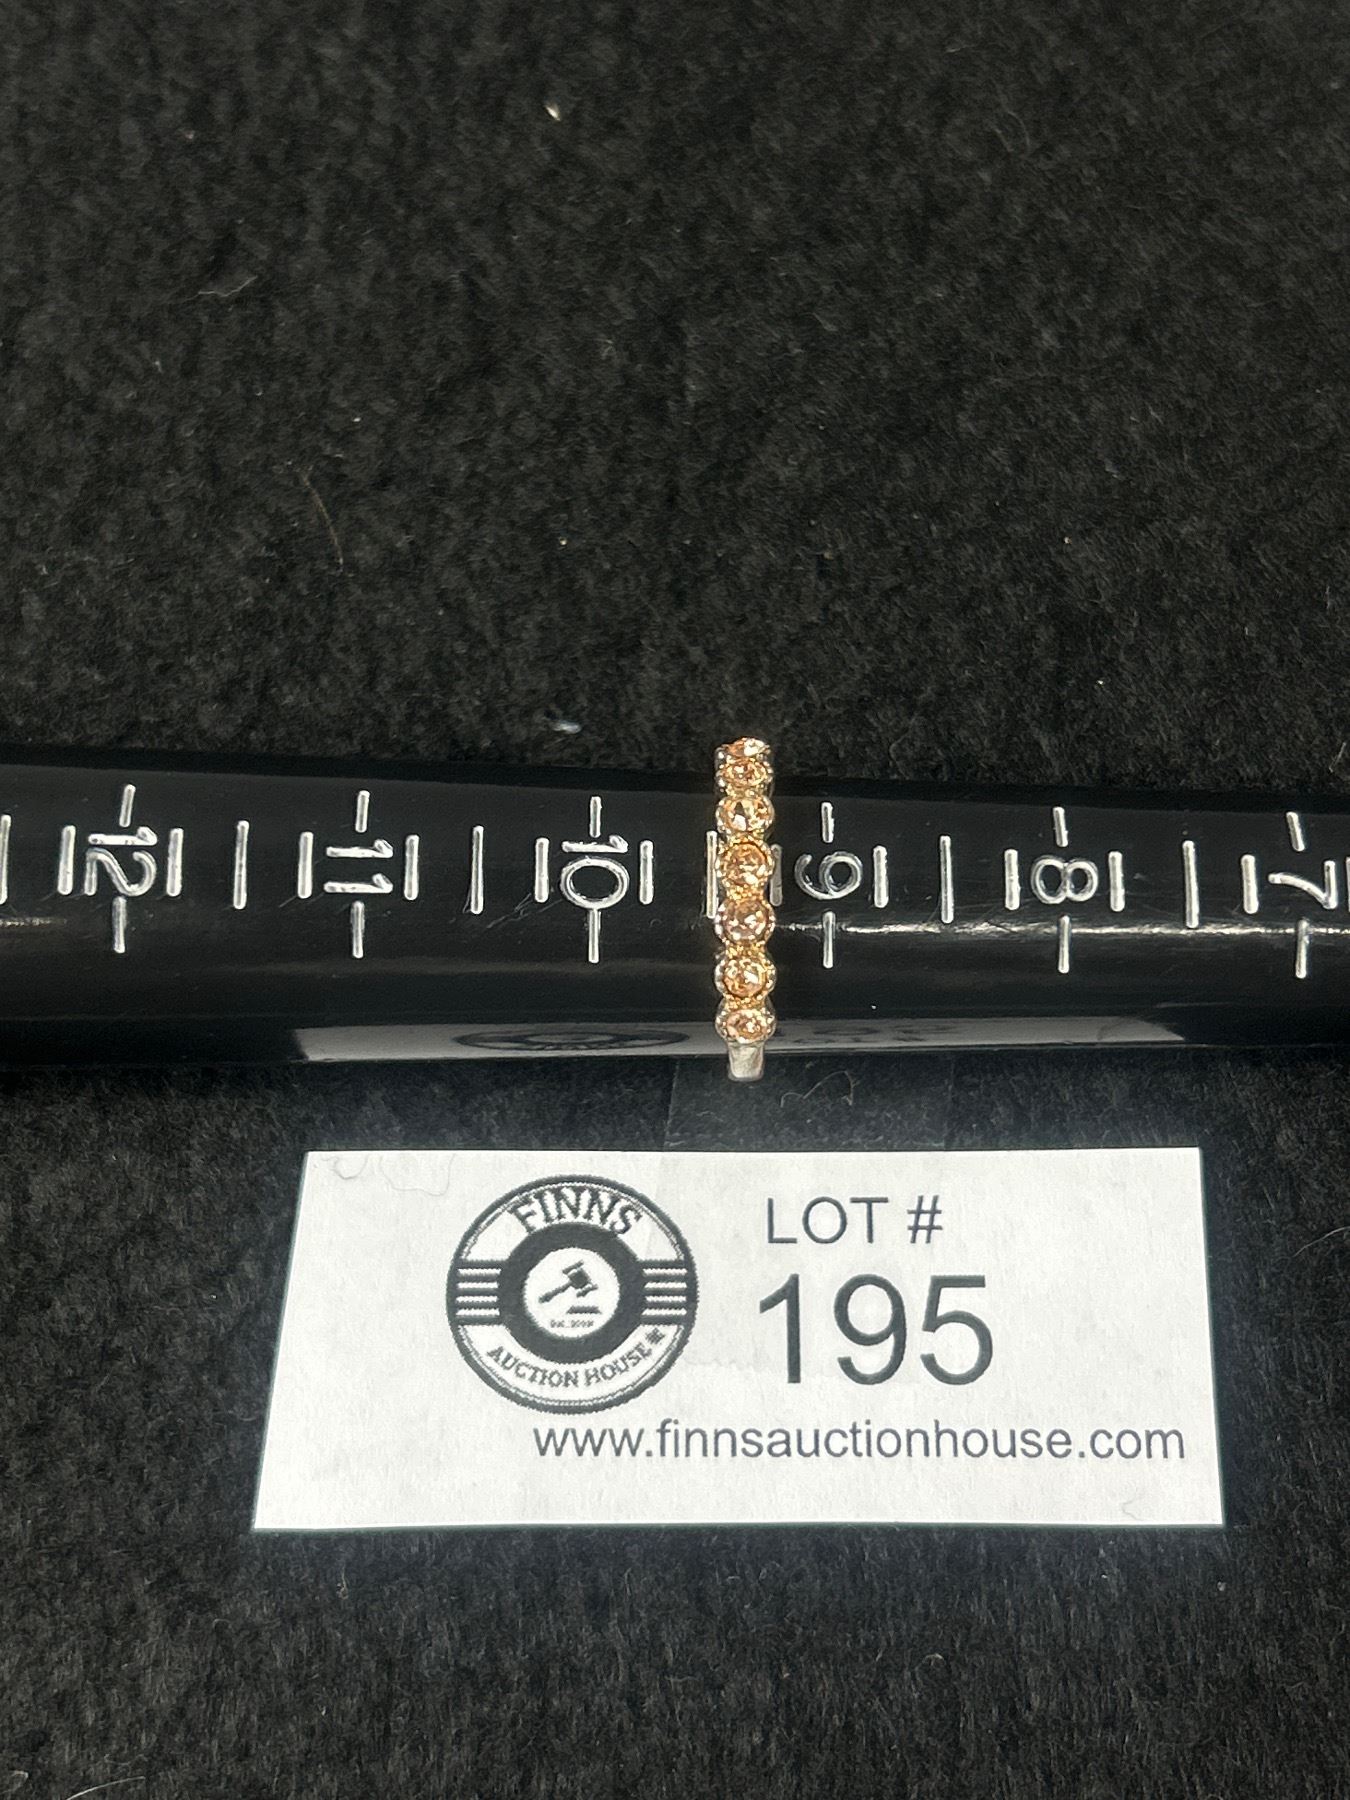 12 11 10 9 8 7
FINNS
AUCTION HOUSE
LOT #
195
www.finnsauctionhouse.com